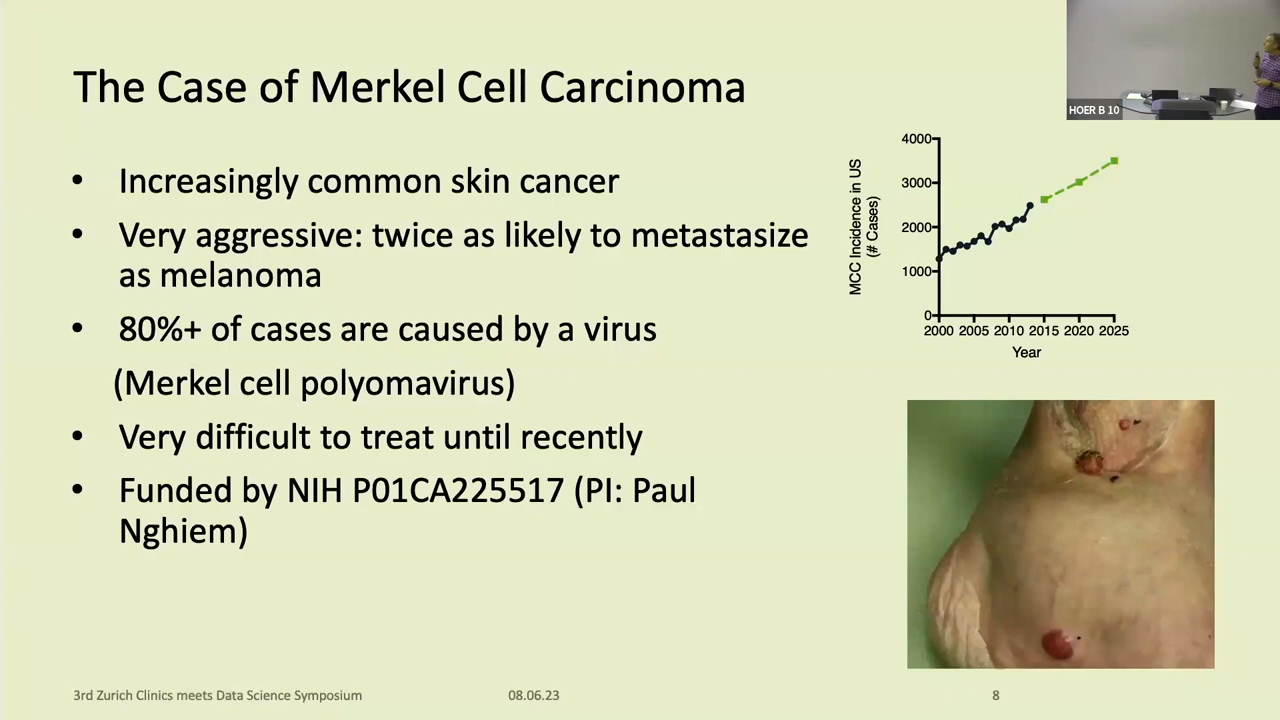 The Case of Merkel Cell Carcinoma
HOER B 10
• Increasingly common skin cancer
• Very aggressive: twice as likely to metastasize
as melanoma
• 80%+ of cases are caused by a virus
(Merkel cell polyomavirus)
• Very difficult to treat until recently
• Funded by NIH P01CA225517 (PI: Paul
Nghiem)
MCC Incidence in US
(# Cases)
4000
3000
2000
1000
0
2000 2005 2010 2015 2020 2025
Year
3rd Zurich Clinics meets Data Science Symposium 08.06.23 8